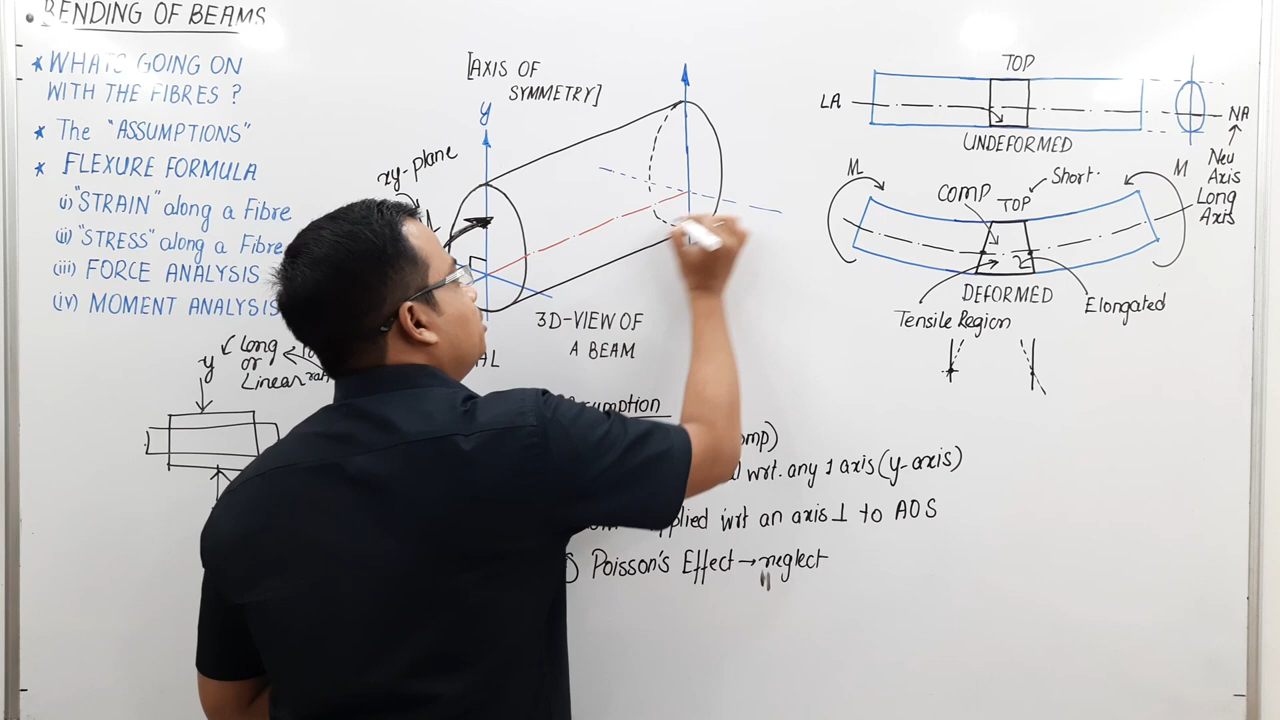 • BENDING OF BEAMS
* WHATS GOING ON
WITH THE FIBRES ?
* The "ASSUMPTIONS"
* FLEXURE FORMULA
i) "STRAIN" along a Fibre
(ii) "STRESS" along a Fibre
(iii) FORCE ANALYSIS
(iv) MOMENT ANALYSIS
y
Long
or
Linear
[AXIS OF
SYMMETRY]
y
xy-plane
3D-VIEW OF
A BEAM
TOP
LA
NA
UNDEFORMED
Neu
Axis
Long
Axis
M
M
Short.
comp
TOP
DEFORMED
Elongated
Tensile Region
wrt. any 1 axis (y-axis)
wrt an axis ⊥ to AOS
Poisson's Effect → neglect